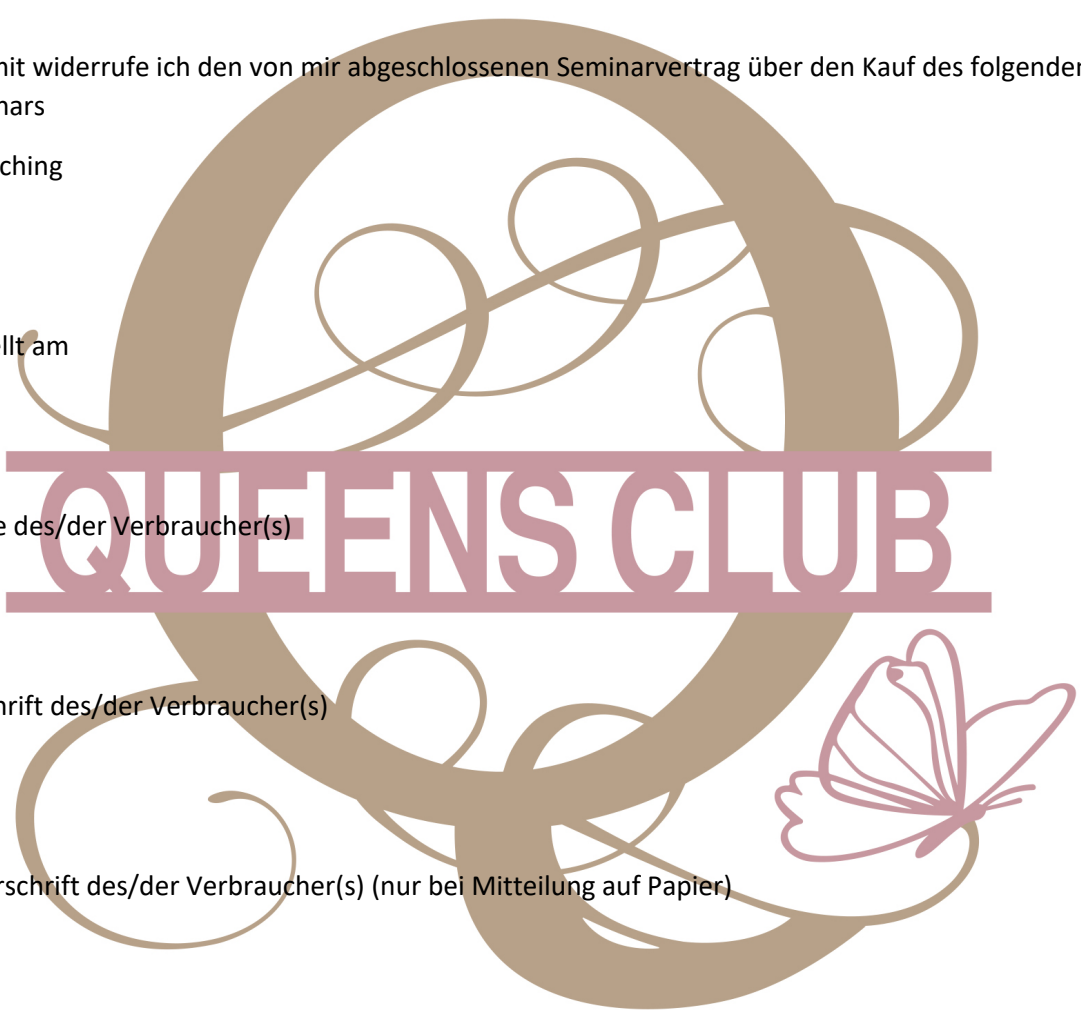 mit widerrufe ich den von mir abgeschlossenen Seminarvertrag über den Kauf des folgenden
nars
ching
llt am
QUEENS CLUB
e des/der Verbraucher(s)
hrift des/der Verbraucher(s)
rschrift des/der Verbraucher(s) (nur bei Mitteilung auf Papier)